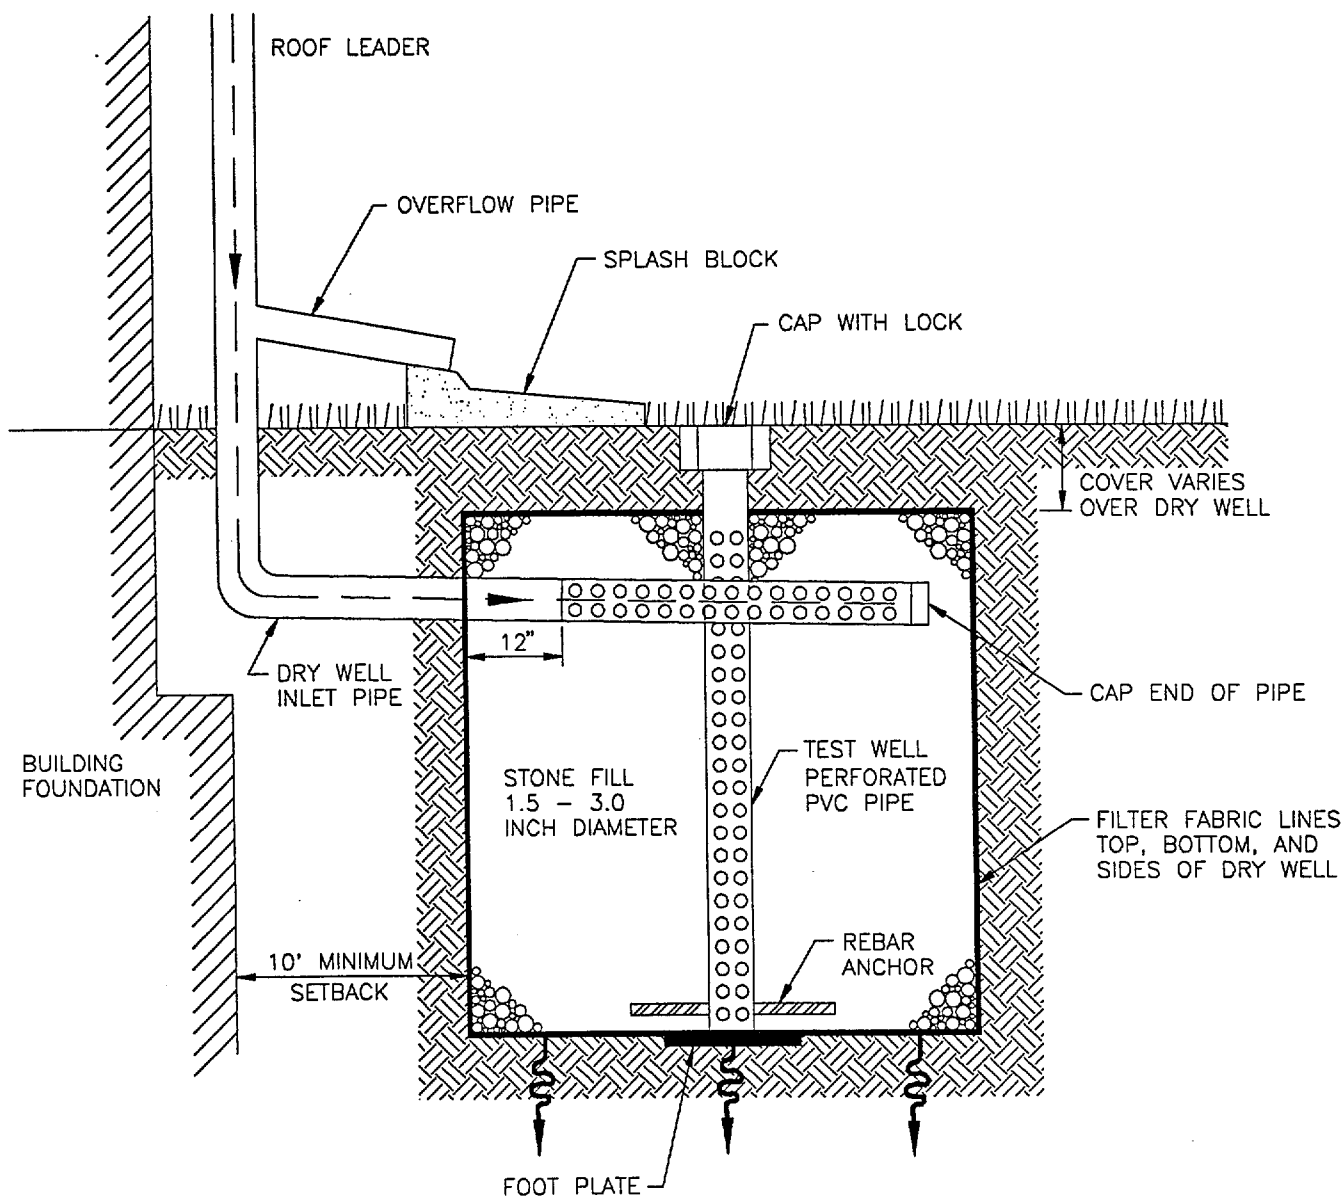 ROOF LEADER
OVERFLOW PIPE
SPLASH BLOCK
CAP WITH LOCK
COVER VARIES
OVER DRY WELL
12"
DRY WELL
INLET PIPE
CAP END OF PIPE
BUILDING
FOUNDATION
STONE FILL
1.5 - 3.0
INCH DIAMETER
TEST WELL
PERFORATED
PVC PIPE
FILTER FABRIC LINES
TOP, BOTTOM, AND
SIDES OF DRY WELL
REBAR
ANCHOR
10' MINIMUM
SETBACK
FOOT PLATE